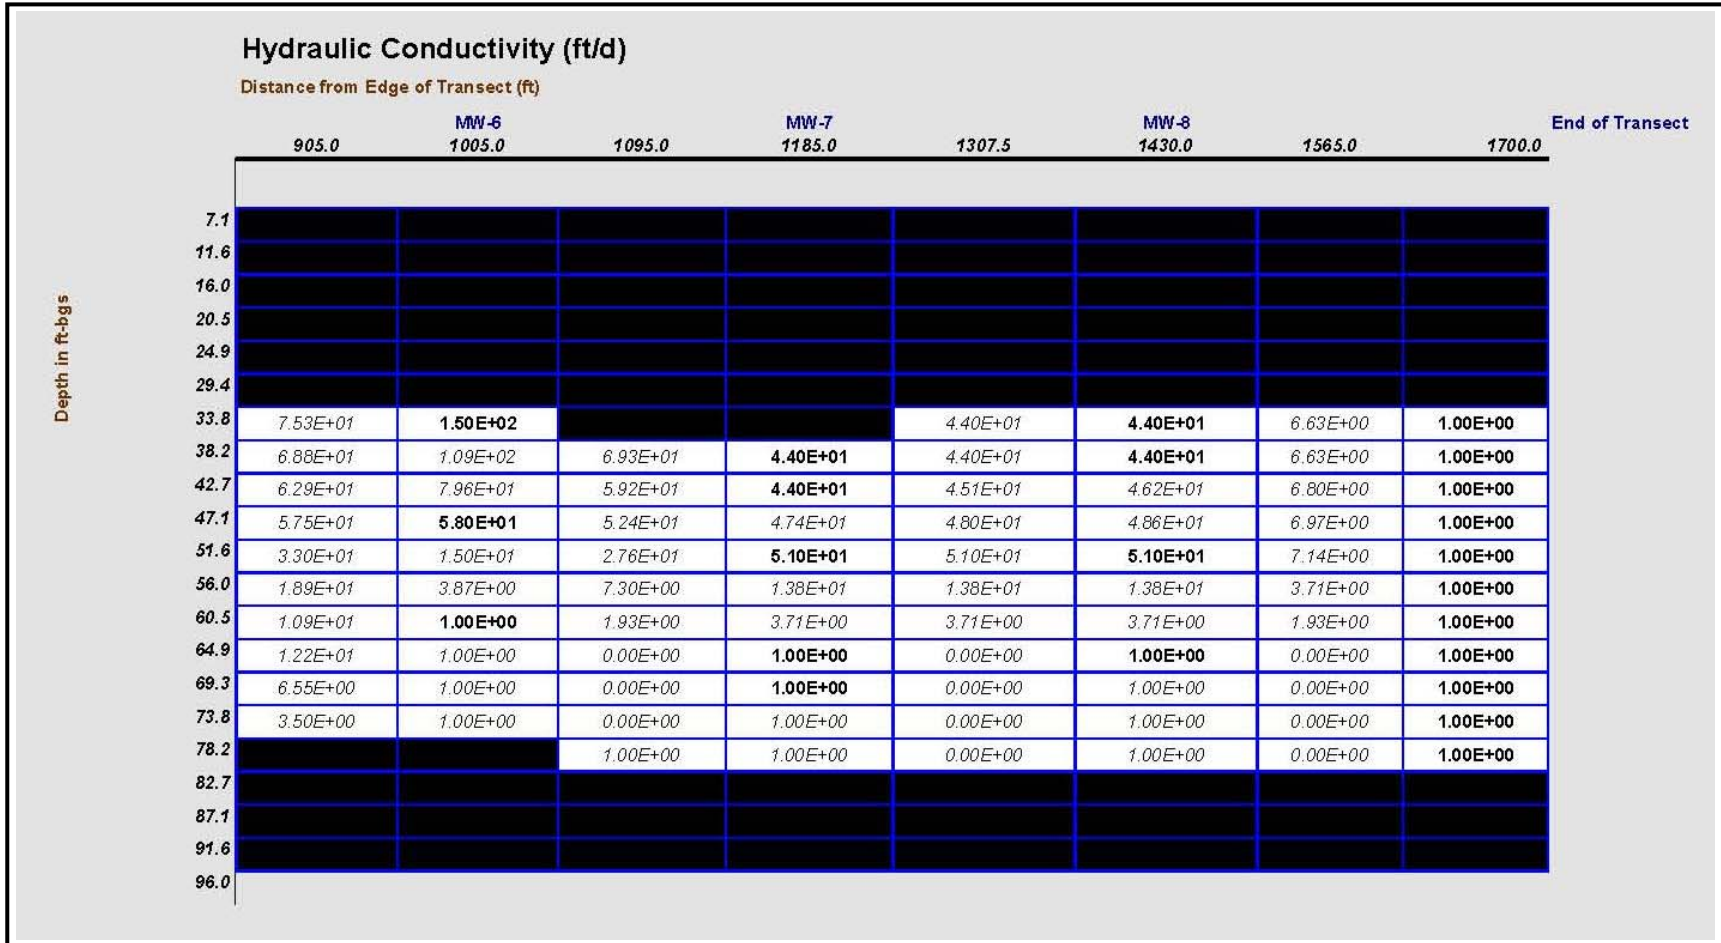 Hydraulic Conductivity (ft/d)
Distance from Edge of Transect (ft)
MW-6 MW-7 MW-8 End of Transect
905.0 1005.0 1095.0 1185.0 1307.5 1430.0 1565.0 1700.0
Depth in ft-bgs
7.1
11.6
16.0
20.5
24.9
29.4
33.8 7.53E+01 1.50E+02 4.40E+01 4.40E+01 6.63E+00 1.00E+00
38.2 6.88E+01 1.09E+02 6.93E+01 4.40E+01 4.40E+01 4.40E+01 6.63E+00 1.00E+00
42.7 6.29E+01 7.96E+01 5.92E+01 4.40E+01 4.51E+01 4.62E+01 6.80E+00 1.00E+00
47.1 5.75E+01 5.80E+01 5.24E+01 4.74E+01 4.80E+01 4.86E+01 6.97E+00 1.00E+00
51.6 3.30E+01 1.50E+01 2.76E+01 5.10E+01 5.10E+01 5.10E+01 7.14E+00 1.00E+00
56.0 1.89E+01 3.87E+00 7.30E+00 1.38E+01 1.38E+01 1.38E+01 3.71E+00 1.00E+00
60.5 1.09E+01 1.00E+00 1.93E+00 3.71E+00 3.71E+00 3.71E+00 1.93E+00 1.00E+00
64.9 1.22E+01 1.00E+00 0.00E+00 1.00E+00 0.00E+00 1.00E+00 0.00E+00 1.00E+00
69.3 6.55E+00 1.00E+00 0.00E+00 1.00E+00 0.00E+00 1.00E+00 0.00E+00 1.00E+00
73.8 3.50E+00 1.00E+00 0.00E+00 1.00E+00 0.00E+00 1.00E+00 0.00E+00 1.00E+00
78.2 1.00E+00 1.00E+00 0.00E+00 1.00E+00 0.00E+00 1.00E+00
82.7
87.1
91.6
96.0